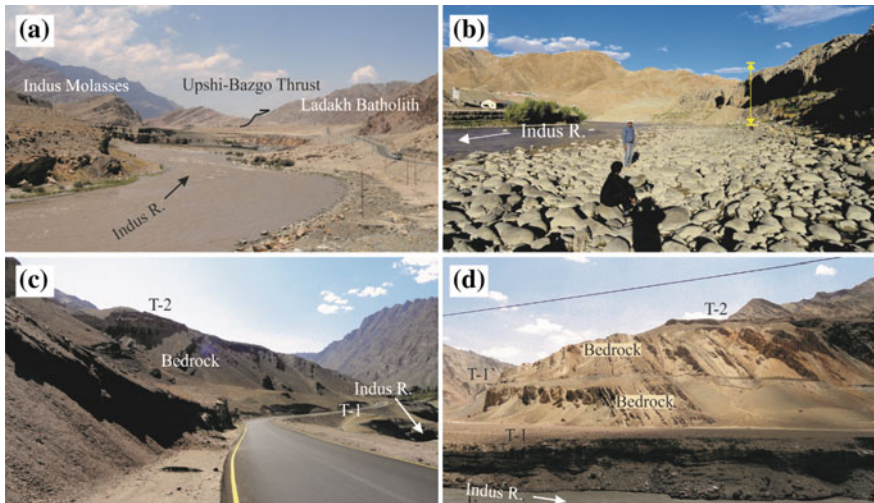 (a)
Indus Molasses
Upshi-Bazgo Thrust
Ladakh Batholith
Indus R.
(b)
Indus R.
(c)
T-2
Bedrock
Indus R.
T-1
(d)
T-2
Bedrock
T-1`
Bedrock
T-1
Indus R.